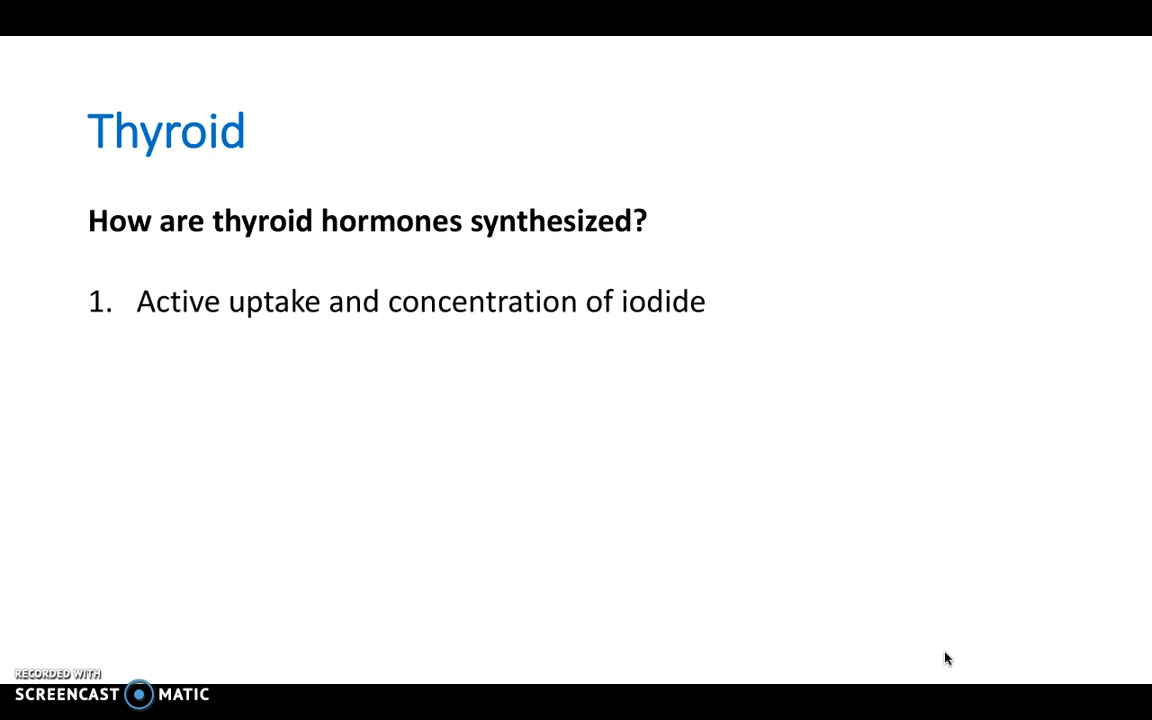 Thyroid
How are thyroid hormones synthesized?
1. Active uptake and concentration of iodide
RECORDED WITH
SCREENCAST MATIC